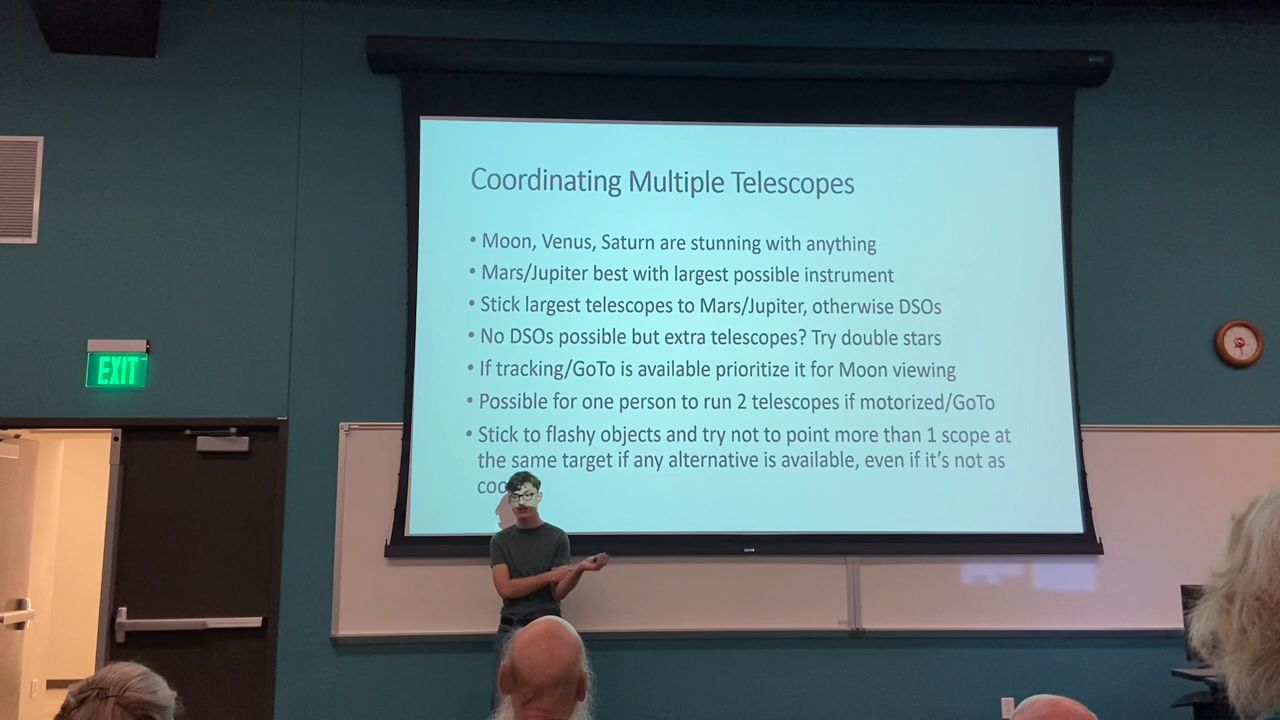 Coordinating Multiple Telescopes
• Moon, Venus, Saturn are stunning with anything
• Mars/Jupiter best with largest possible instrument
• Stick largest telescopes to Mars/Jupiter, otherwise DSOs
• No DSOs possible but extra telescopes? Try double stars
• If tracking/GoTo is available prioritize it for Moon viewing
• Possible for one person to run 2 telescopes if motorized/GoTo
• Stick to flashy objects and try not to point more than 1 scope at
the same target if any alternative is available, even if it's not as
EXIT